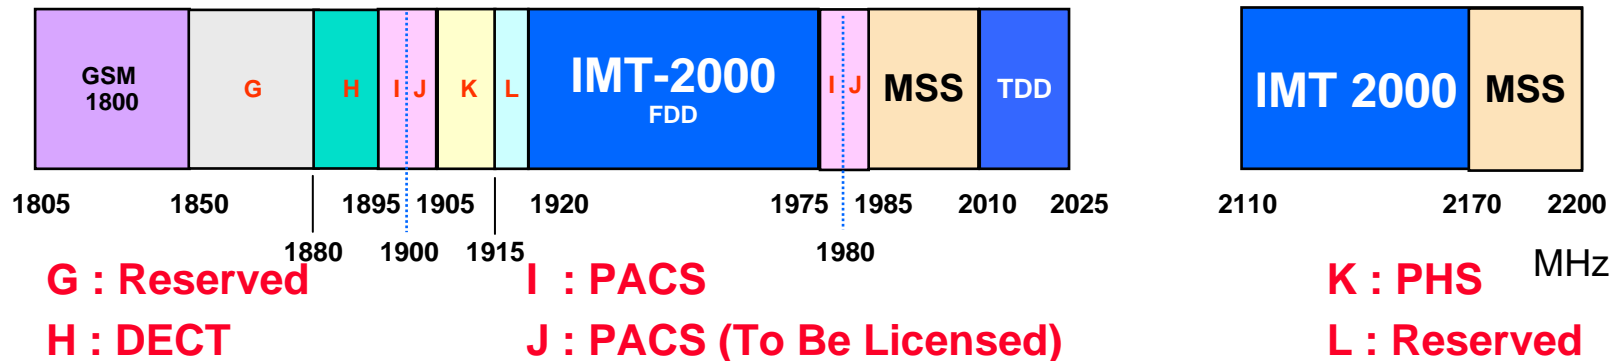 GSM
1800
G
H
I
J
K
L
IMT-2000
FDD
I
J
MSS
TDD
IMT 2000
MSS
1805 1850 1895 1905 1920 1975 1985 2010 2025 2110 2170 2200
1880 1900 1915 1980 MHz
G : Reserved I : PACS K : PHS
H : DECT J : PACS (To Be Licensed) L : Reserved